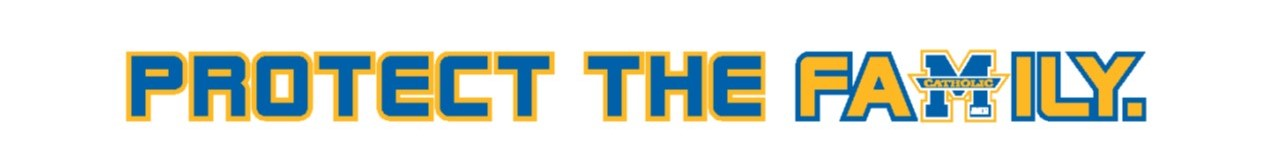 PROTECT THE FAMILY.
CATHOLIC